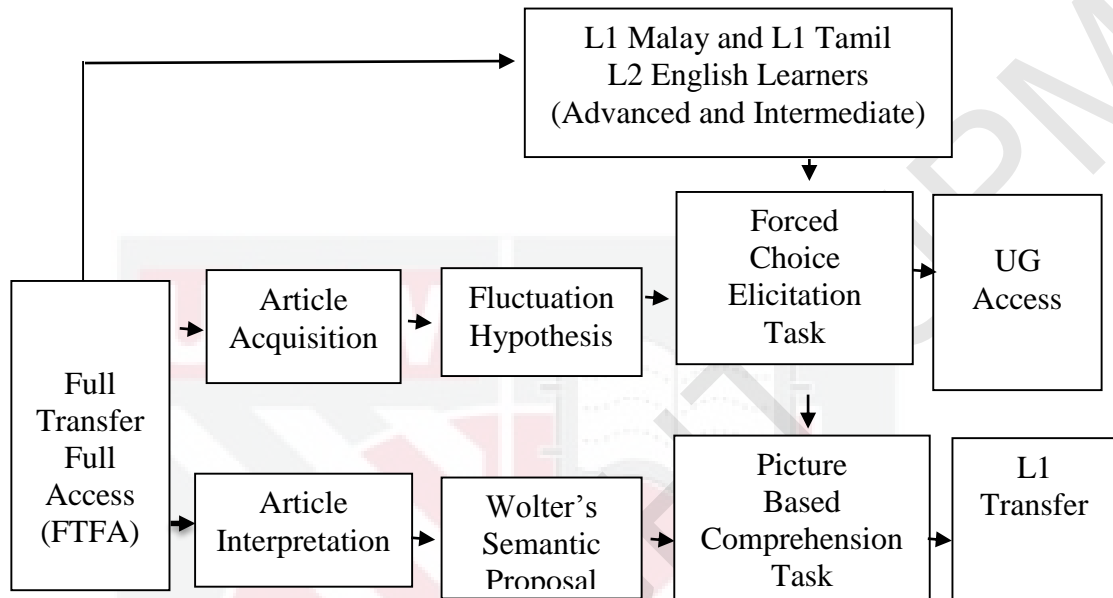 L1 Malay and L1 Tamil
L2 English Learners
(Advanced and Intermediate)
Forced
Choice
Elicitation
Task
UG
Access
Article
Acquisition
Fluctuation
Hypothesis
Full
Transfer
Full
Access
(FTFA)
Article
Interpretation
Wolter’s
Semantic
Proposal
Picture
Based
Comprehension
Task
L1
Transfer